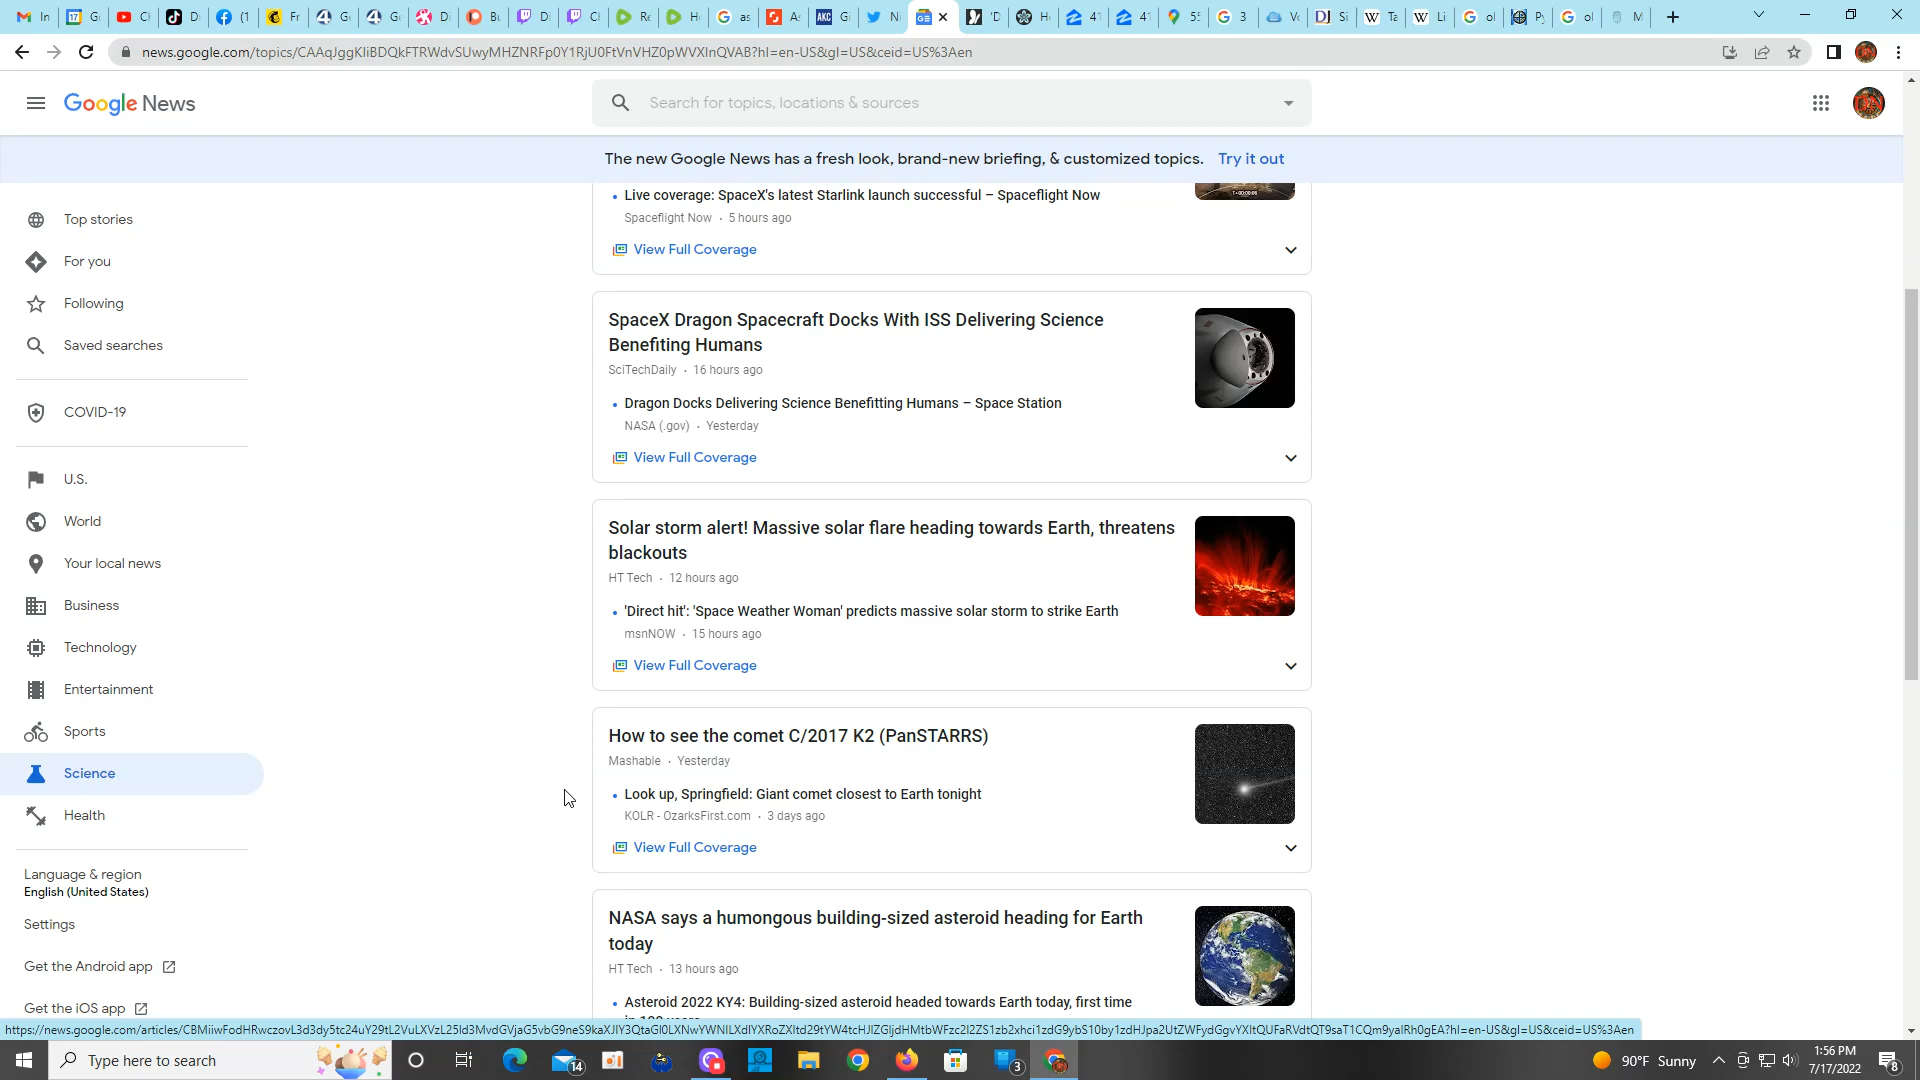 news.google.com/topics/CAAqJggKIiBDQkFTRWdvSUwyMHZNRFp0Y1RjU0FtVnVHZ0pWVXlnQVAB?hl=en-US&gl=US&ceid=US%3Aen
Google News
Search for topics, locations & sources
The new Google News has a fresh look, brand-new briefing, & customized topics. Try it out
Top stories
For you
Following
Saved searches
COVID-19
U.S.
World
Your local news
Business
Technology
Entertainment
Sports
Science
Health
Language & region
English (United States)
Settings
Get the Android app
Get the iOS app
Live coverage: SpaceX's latest Starlink launch successful – Spaceflight Now
Spaceflight Now · 5 hours ago
View Full Coverage
SpaceX Dragon Spacecraft Docks With ISS Delivering Science
Benefiting Humans
SciTechDaily · 16 hours ago
Dragon Docks Delivering Science Benefitting Humans – Space Station
NASA (.gov) · Yesterday
View Full Coverage
Solar storm alert! Massive solar flare heading towards Earth, threatens
blackouts
HT Tech · 12 hours ago
'Direct hit': 'Space Weather Woman' predicts massive solar storm to strike Earth
msnNOW · 15 hours ago
View Full Coverage
How to see the comet C/2017 K2 (PanSTARRS)
Mashable · Yesterday
Look up, Springfield: Giant comet closest to Earth tonight
KOLR - OzarksFirst.com · 3 days ago
View Full Coverage
NASA says a humongous building-sized asteroid heading for Earth
today
HT Tech · 13 hours ago
Asteroid 2022 KY4: Building-sized asteroid headed towards Earth today, first time
Type here to search
14
3
90°F Sunny
1:56 PM
7/17/2022
8